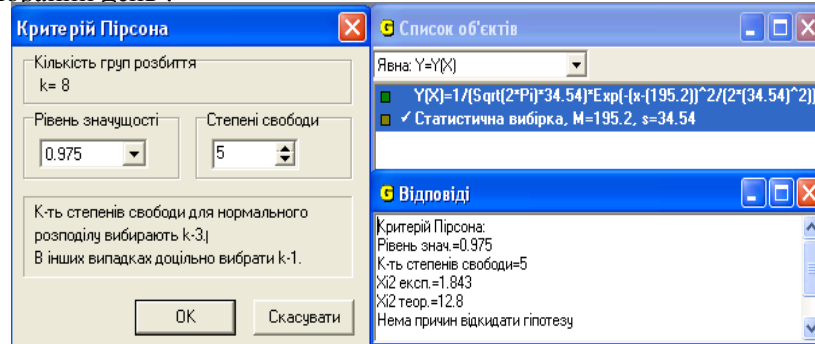 Критерій Пірсона
Кількість груп розбиття
k= 8
Рівень значущості
Степені свободи
0.975
5
К-ть степенів свободи для нормального
розподілу вибирають k-3.
В інших випадках доцільно вибрати k-1.
OK
Скасувати
Список об'єктів
Явна: Y=Y(X)
Y(X)=1/(Sqrt(2*Pi)*34.54)*Exp(-(x-(195.2))^2/(2*(34.54)^2))
✓ Статистична вибірка, M=195.2, s=34.54
Відповіді
Критерій Пірсона:
Рівень знач.=0.975
К-ть степенів свободи=5
Xi2 експ.=1.843
Xi2 теор.=12.8
Нема причин відкидати гіпотезу